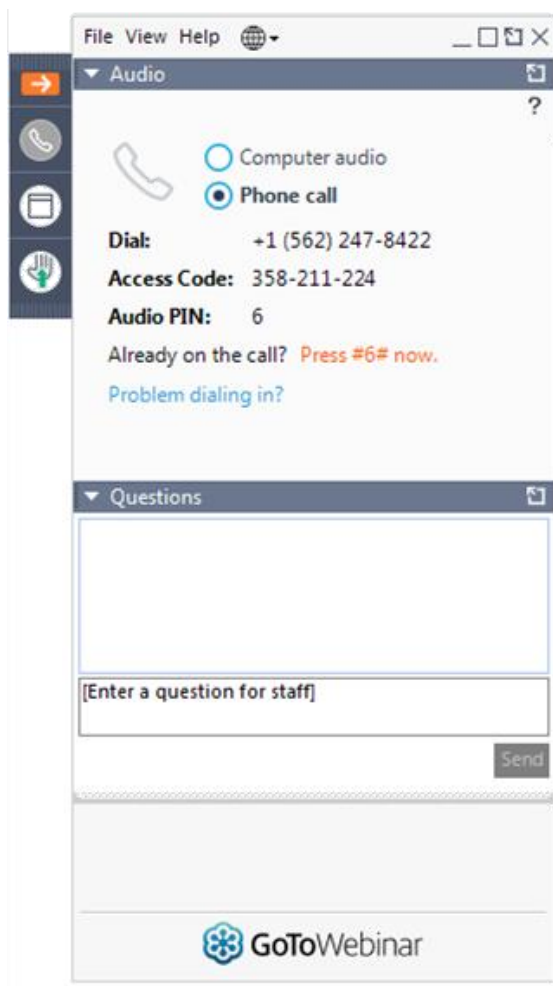 File View Help
Audio
?
Computer audio
Phone call
Dial: +1 (562) 247-8422
Access Code: 358-211-224
Audio PIN: 6
Already on the call? Press #6# now.
Problem dialing in?
Questions
[Enter a question for staff]
Send
GoToWebinar